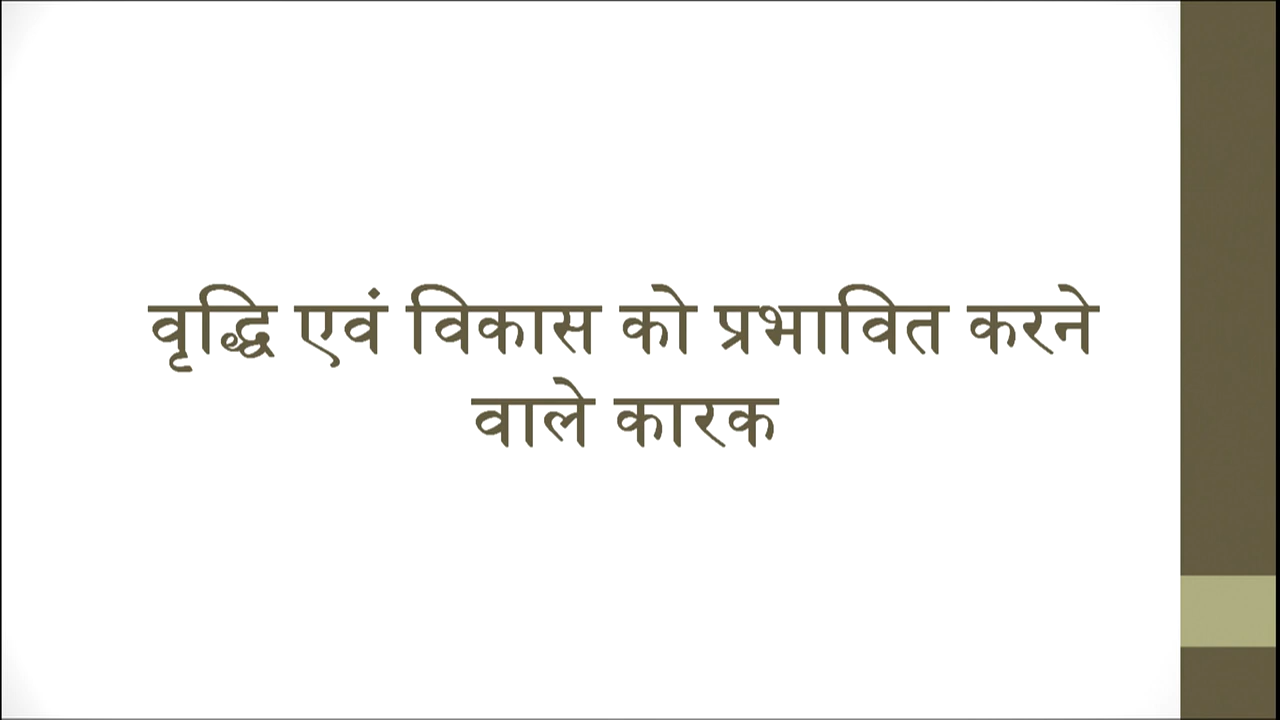 वृद्धि एवं विकास को प्रभावित करने
वाले कारक